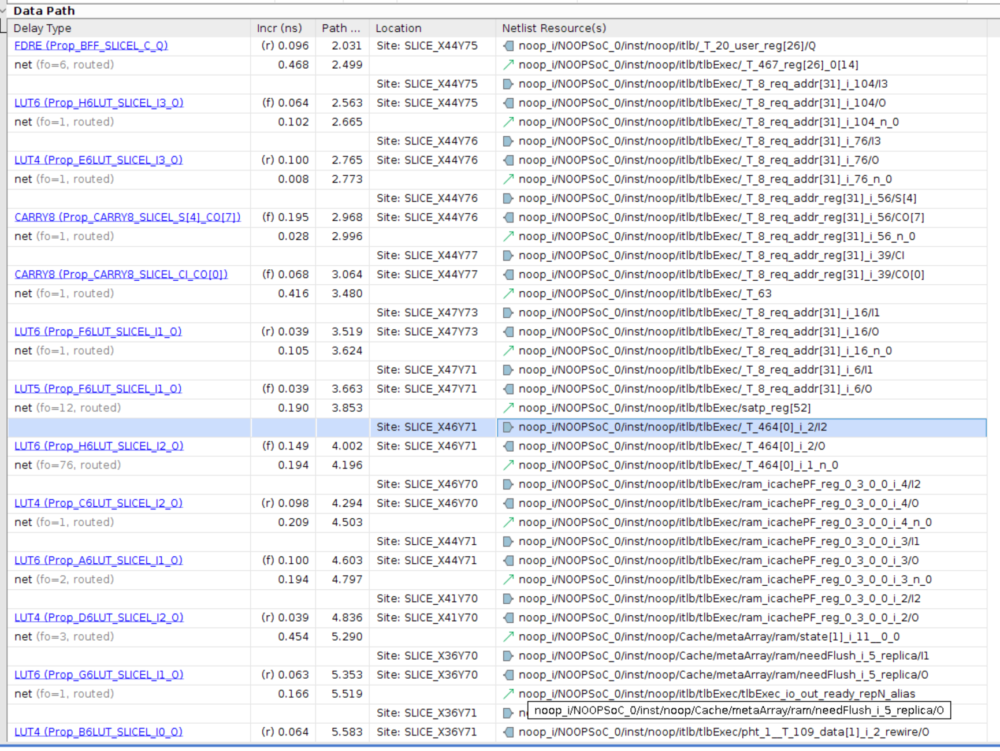 Data Path
Delay Type Incr (ns) Path ... Location Netlist Resource(s)
FDRE (Prop_BFF_SLICEL_C_Q) (r) 0.096 2.031 Site: SLICE_X44Y75 noop_i/NOOPSoC_0/inst/noop/itlb/_T_20_user_reg[26]/Q
net (fo=6, routed) 0.468 2.499 noop_i/NOOPSoC_0/inst/noop/itlb/tlbExec/_T_467_reg[26]_0[14]
Site: SLICE_X44Y75 noop_i/NOOPSoC_0/inst/noop/itlb/tlbExec/_T_8_req_addr[31]_i_104/I3
LUT6 (Prop_H6LUT_SLICEL_I3_O) (f) 0.064 2.563 Site: SLICE_X44Y75 noop_i/NOOPSoC_0/inst/noop/itlb/tlbExec/_T_8_req_addr[31]_i_104/O
net (fo=1, routed) 0.102 2.665 noop_i/NOOPSoC_0/inst/noop/itlb/tlbExec/_T_8_req_addr[31]_i_104_n_0
Site: SLICE_X44Y76 noop_i/NOOPSoC_0/inst/noop/itlb/tlbExec/_T_8_req_addr[31]_i_76/I3
LUT4 (Prop_E6LUT_SLICEL_I3_O) (r) 0.100 2.765 Site: SLICE_X44Y76 noop_i/NOOPSoC_0/inst/noop/itlb/tlbExec/_T_8_req_addr[31]_i_76/O
net (fo=1, routed) 0.008 2.773 noop_i/NOOPSoC_0/inst/noop/itlb/tlbExec/_T_8_req_addr[31]_i_76_n_0
Site: SLICE_X44Y76 noop_i/NOOPSoC_0/inst/noop/itlb/tlbExec/_T_8_req_addr_reg[31]_i_56/S[4]
CARRY8 (Prop_CARRY8_SLICEL_S[4]_CO[7]) (f) 0.195 2.968 Site: SLICE_X44Y76 noop_i/NOOPSoC_0/inst/noop/itlb/tlbExec/_T_8_req_addr_reg[31]_i_56/CO[7]
net (fo=1, routed) 0.028 2.996 noop_i/NOOPSoC_0/inst/noop/itlb/tlbExec/_T_8_req_addr_reg[31]_i_56_n_0
Site: SLICE_X44Y77 noop_i/NOOPSoC_0/inst/noop/itlb/tlbExec/_T_8_req_addr_reg[31]_i_39/CI
CARRY8 (Prop_CARRY8_SLICEL_CI_CO[0]) (f) 0.068 3.064 Site: SLICE_X44Y77 noop_i/NOOPSoC_0/inst/noop/itlb/tlbExec/_T_8_req_addr_reg[31]_i_39/CO[0]
net (fo=1, routed) 0.416 3.480 noop_i/NOOPSoC_0/inst/noop/itlb/tlbExec/_T_63
Site: SLICE_X47Y73 noop_i/NOOPSoC_0/inst/noop/itlb/tlbExec/_T_8_req_addr[31]_i_16/I1
LUT6 (Prop_F6LUT_SLICEL_I1_O) (r) 0.039 3.519 Site: SLICE_X47Y73 noop_i/NOOPSoC_0/inst/noop/itlb/tlbExec/_T_8_req_addr[31]_i_16/O
net (fo=1, routed) 0.105 3.624 noop_i/NOOPSoC_0/inst/noop/itlb/tlbExec/_T_8_req_addr[31]_i_16_n_0
Site: SLICE_X47Y71 noop_i/NOOPSoC_0/inst/noop/itlb/tlbExec/_T_8_req_addr[31]_i_6/I1
LUT5 (Prop_F6LUT_SLICEL_I1_O) (f) 0.039 3.663 Site: SLICE_X47Y71 noop_i/NOOPSoC_0/inst/noop/itlb/tlbExec/_T_8_req_addr[31]_i_6/O
net (fo=12, routed) 0.190 3.853 noop_i/NOOPSoC_0/inst/noop/itlb/tlbExec/satp_reg[52]
Site: SLICE_X46Y71 noop_i/NOOPSoC_0/inst/noop/itlb/tlbExec/_T_464[0]_i_2/I2
LUT6 (Prop_H6LUT_SLICEL_I2_O) (f) 0.149 4.002 Site: SLICE_X46Y71 noop_i/NOOPSoC_0/inst/noop/itlb/tlbExec/_T_464[0]_i_2/O
net (fo=76, routed) 0.194 4.196 noop_i/NOOPSoC_0/inst/noop/itlb/tlbExec/_T_464[0]_i_1_n_0
Site: SLICE_X46Y70 noop_i/NOOPSoC_0/inst/noop/itlb/tlbExec/ram_icachePF_reg_0_3_0_0_i_4/I2
LUT4 (Prop_C6LUT_SLICEL_I2_O) (r) 0.098 4.294 Site: SLICE_X46Y70 noop_i/NOOPSoC_0/inst/noop/itlb/tlbExec/ram_icachePF_reg_0_3_0_0_i_4/O
net (fo=1, routed) 0.209 4.503 noop_i/NOOPSoC_0/inst/noop/itlb/tlbExec/ram_icachePF_reg_0_3_0_0_i_4_n_0
Site: SLICE_X44Y71 noop_i/NOOPSoC_0/inst/noop/itlb/tlbExec/ram_icachePF_reg_0_3_0_0_i_3/I1
LUT6 (Prop_A6LUT_SLICEL_I1_O) (f) 0.100 4.603 Site: SLICE_X44Y71 noop_i/NOOPSoC_0/inst/noop/itlb/tlbExec/ram_icachePF_reg_0_3_0_0_i_3/O
net (fo=2, routed) 0.194 4.797 noop_i/NOOPSoC_0/inst/noop/itlb/tlbExec/ram_icachePF_reg_0_3_0_0_i_3_n_0
Site: SLICE_X41Y70 noop_i/NOOPSoC_0/inst/noop/itlb/tlbExec/ram_icachePF_reg_0_3_0_0_i_2/I2
LUT4 (Prop_D6LUT_SLICEL_I2_O) (r) 0.039 4.836 Site: SLICE_X41Y70 noop_i/NOOPSoC_0/inst/noop/itlb/tlbExec/ram_icachePF_reg_0_3_0_0_i_2/O
net (fo=3, routed) 0.454 5.290 noop_i/NOOPSoC_0/inst/noop/Cache/metaArray/ram/state[1]_i_11__0_0
Site: SLICE_X36Y70 noop_i/NOOPSoC_0/inst/noop/Cache/metaArray/ram/needFlush_i_5_replica/I1
LUT6 (Prop_G6LUT_SLICEL_I1_O) (r) 0.063 5.353 Site: SLICE_X36Y70 noop_i/NOOPSoC_0/inst/noop/Cache/metaArray/ram/needFlush_i_5_replica/O
net (fo=1, routed) 0.166 5.519 noop_i/NOOPSoC_0/inst/noop/itlb/tlbExec/tlbExec_io_out_ready_repN_alias
Site: SLICE_X36Y71 noop_i/NOOPSoC_0/inst/noop/Cache/metaArray/ram/needFlush_i_5_replica/O
LUT4 (Prop_B6LUT_SLICEL_I0_O) (r) 0.064 5.583 Site: SLICE_X36Y71 noop_i/NOOPSoC_0/inst/noop/itlb/tlbExec/pht_1__T_109_data[1]_i_2_rewire/O